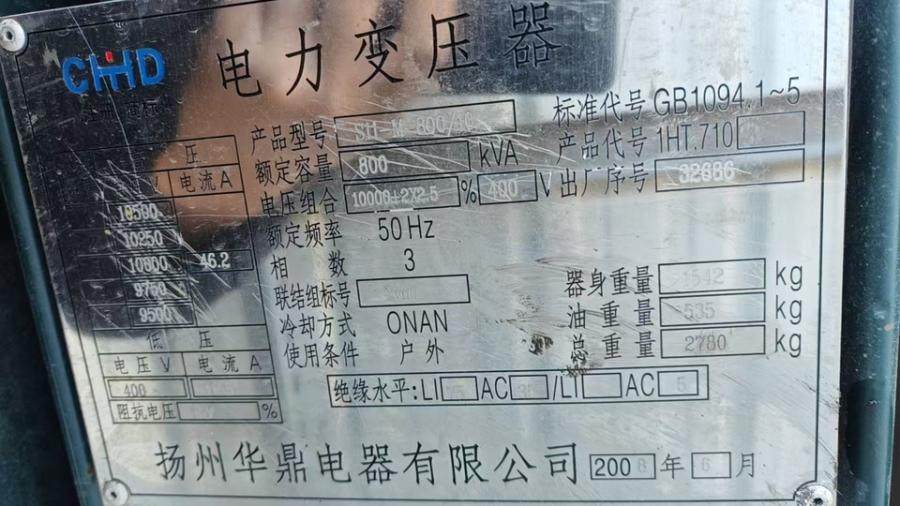 CHHD
电力变压器
标准代号 GB1094.1~5
产品型号
产品代号 1HT.710
额定容量 800 kVA
出厂序号 32686
电压组合 10000±2X2.5 % 400 V
额定频率 50 Hz
相数 3
联结组标号
冷却方式 ONAN
使用条件 户外
器身重量 kg
油重量 535 kg
总重量 2780 kg
绝缘水平: LI AC /LI AC 5
压
V 电流 A
10500
10250
46.2
9750
9500
低压
电压 V 电流 A
400
阻抗电压 %
扬州华鼎电器有限公司 200 年 6 月